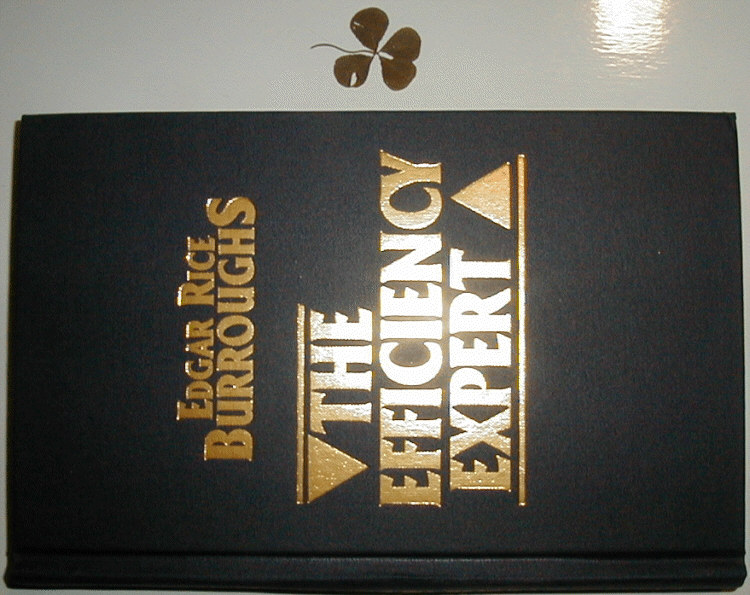 EDGAR RICE
BURROUGHS
THE
EFFICIENCY
EXPERT